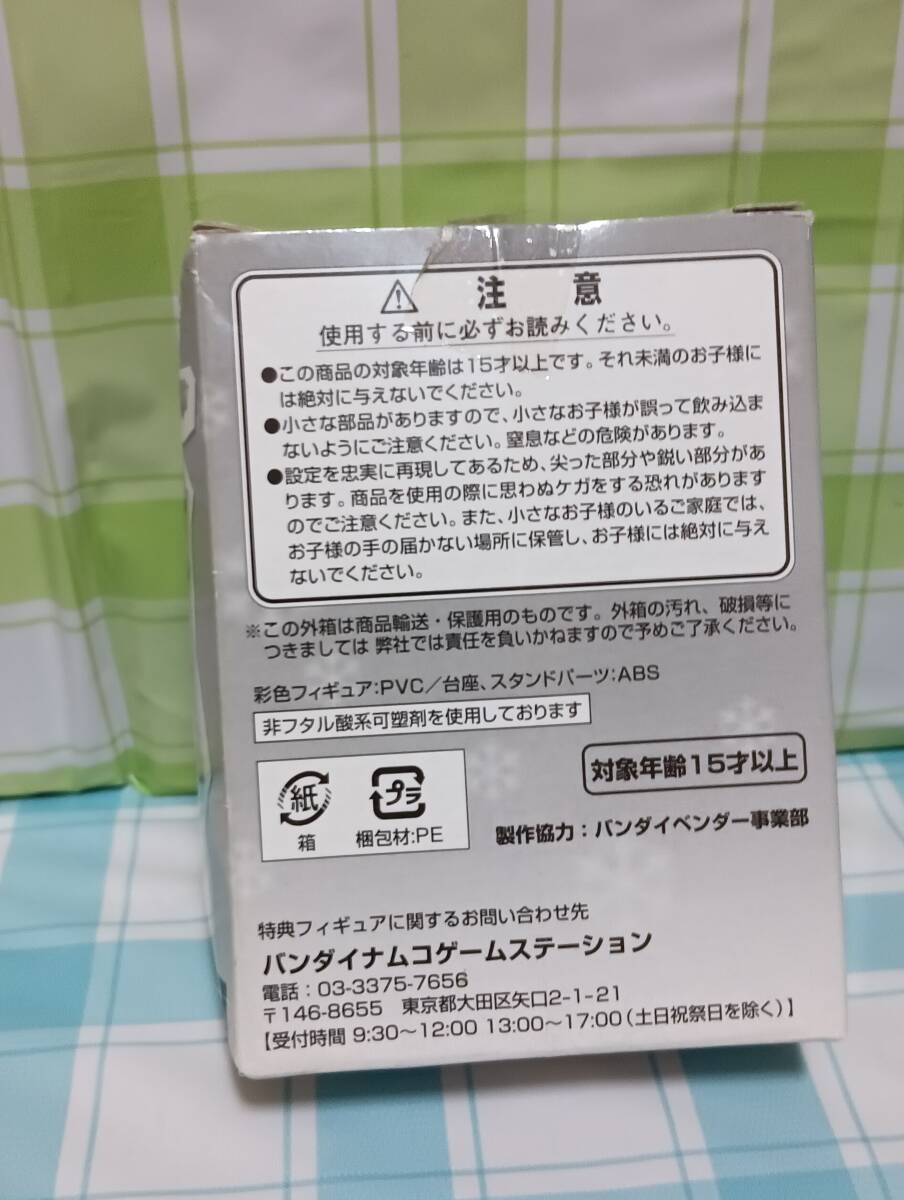 注意
使用する前に必ずお読みください。
●この商品の対象年齢は15才以上です。それ未満のお子様に
は絶対に与えないでください。
●小さな部品がありますので、小さなお子様が誤って飲み込ま
ないようにご注意ください。窒息などの危険があります。
●設定を忠実に再現してあるため、尖った部分や鋭い部分があ
ります。商品を使用の際に思わぬケガをする恐れがあります
のでご注意ください。また、小さなお子様のいるご家庭では、
お子様の手の届かない場所に保管し、お子様には絶対に与え
ないでください。
※この外箱は商品輸送・保護用のものです。外箱の汚れ、破損等に
つきましては 弊社では責任を負いかねますので予めご了承ください。
彩色フィギュア:PVC/台座、スタンドパーツ:ABS
非フタル酸系可塑剤を使用しております
紙
箱
プラ
梱包材:PE
対象年齢15才以上
製作協力:バンダイベンダー事業部
特典フィギュアに関するお問い合わせ先
バンダイナムコゲームステーション
電話:03-3375-7656
〒146-8655 東京都大田区矢口2-1-21
【受付時間 9:30〜12:00 13:00〜17:00(土日祝祭日を除く)】